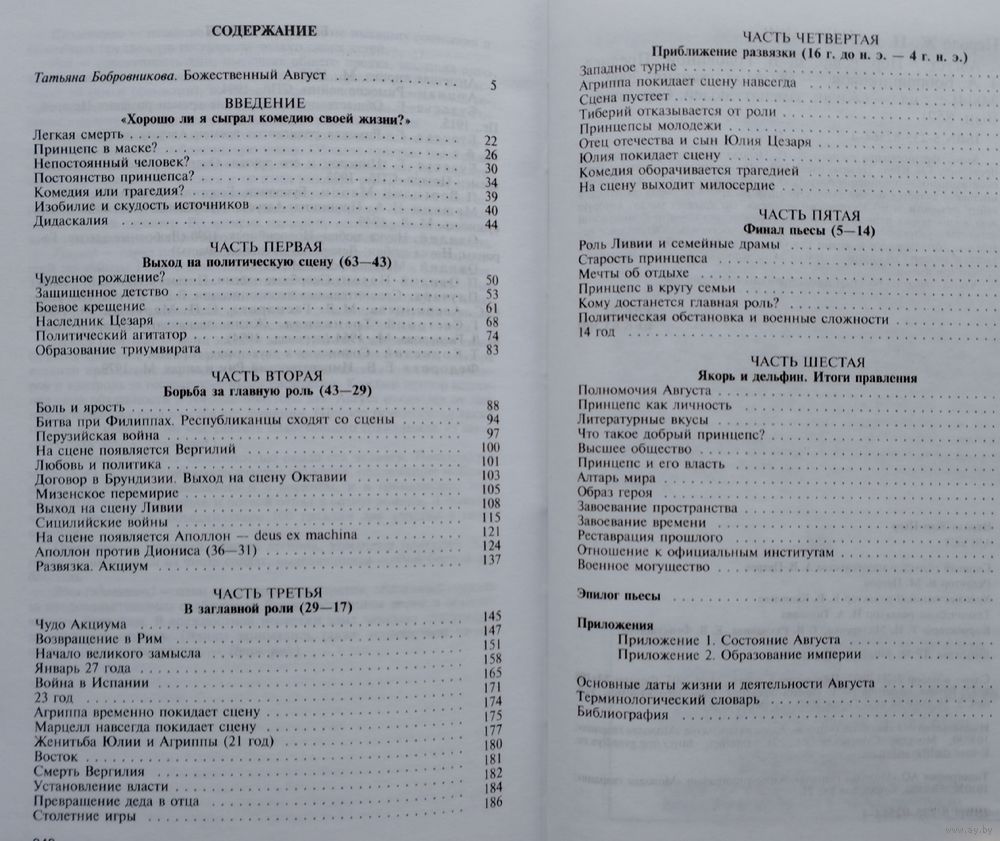 СОДЕРЖАНИЕ
Татьяна Бобровникова. Божественный Август 5
ВВЕДЕНИЕ
«Хорошо ли я сыграл комедию своей жизни?»
Легкая смерть 22
Принцепс в маске? 26
Непостоянный человек? 30
Постоянство принцепса? 34
Комедия или трагедия? 39
Изобилие и скудость источников 40
Дидаскалия 44
ЧАСТЬ ПЕРВАЯ
Выход на политическую сцену (63—43)
Чудесное рождение? 50
Защищенное детство 53
Боевое крещение 61
Наследник Цезаря 68
Политический агитатор 74
Образование триумвирата 83
ЧАСТЬ ВТОРАЯ
Борьба за главную роль (43—29)
Боль и ярость 88
Битва при Филиппах. Республиканцы сходят со сцены 94
Перузийская война 97
На сцене появляется Вергилий 100
Любовь и политика 101
Договор в Брундизии. Выход на сцену Октавии 103
Мизенское перемирие 105
Выход на сцену Ливии 108
Сицилийские войны 115
На сцене появляется Аполлон — deus ex machina 121
Аполлон против Диониса (36—31) 124
Развязка. Акциум 137
ЧАСТЬ ТРЕТЬЯ
В заглавной роли (29—17)
Чудо Акциума 145
Возвращение в Рим 147
Начало великого замысла 151
Январь 27 года 158
Война в Испании 165
23 год 171
Агриппа временно покидает сцену 174
Марцелл навсегда покидает сцену 175
Женитьба Юлии и Агриппы (21 год) 177
Восток 180
Смерть Вергилия 181
Установление власти 182
Превращение деда в отца 184
Столетние игры 186
ЧАСТЬ ЧЕТВЕРТАЯ
Приближение развязки (16 г. до н. э. — 4 г. н. э.)
Западное турне
Агриппа покидает сцену навсегда
Сцена пустеет
Тиберий отказывается от роли
Принцепсы молодежи
Отец отечества и сын Юлия Цезаря
Юлия покидает сцену
Комедия оборачивается трагедией
На сцену выходит милосердие
ЧАСТЬ ПЯТАЯ
Финал пьесы (5—14)
Роль Ливии и семейные драмы
Старость принцепса
Мечты об отдыхе
Принцепс в кругу семьи
Кому достанется главная роль?
Политическая обстановка и военные сложности
14 год
ЧАСТЬ ШЕСТАЯ
Якорь и дельфин. Итоги правления
Полномочия Августа
Принцепс как личность
Литературные вкусы
Что такое добрый принцепс?
Высшее общество
Принцепс и его власть
Алтарь мира
Образ героя
Завоевание пространства
Завоевание времени
Реставрация прошлого
Отношение к официальным институтам
Военное могущество
Эпилог пьесы
Приложения
Приложение 1. Состояние Августа
Приложение 2. Образование империи
Основные даты жизни и деятельности Августа
Терминологический словарь
Библиография
www.ay.by